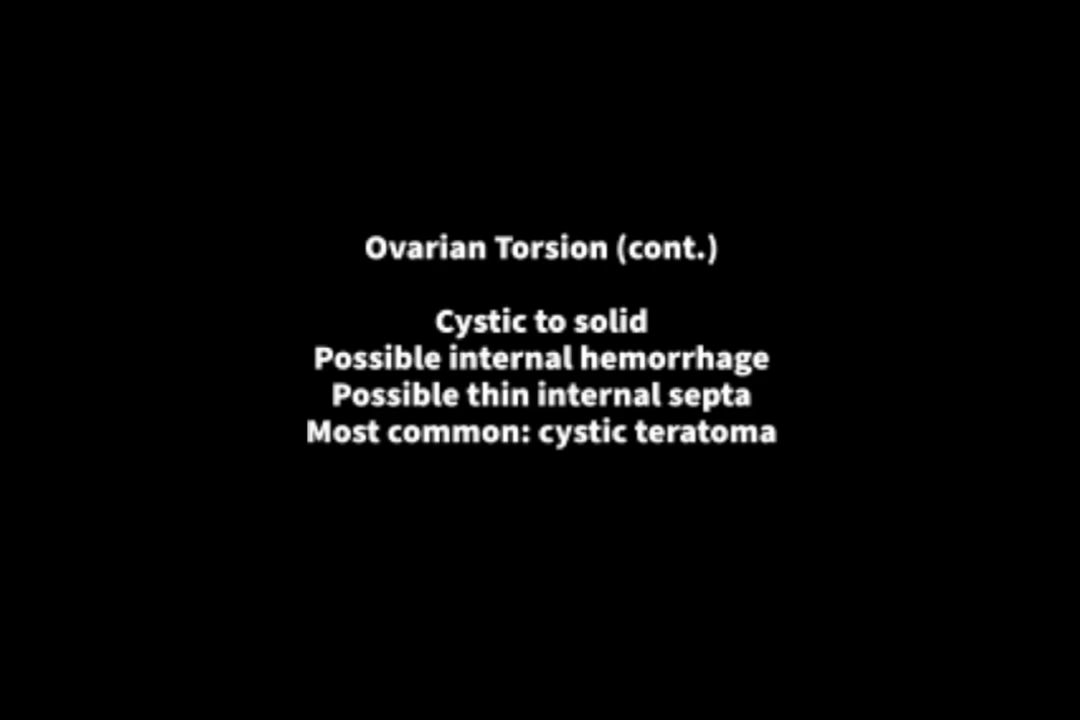 Ovarian Torsion (cont.)
Cystic to solid
Possible internal hemorrhage
Possible thin internal septa
Most common: cystic teratoma